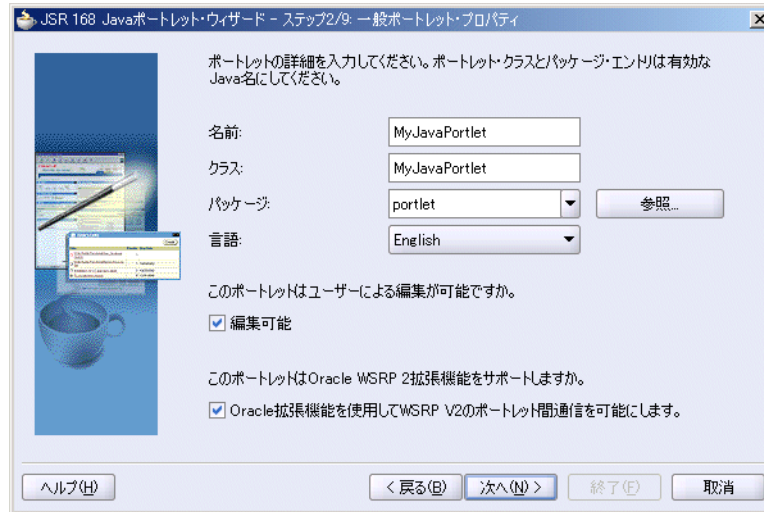 JSR 168 Javaポートレット・ウィザード - ステップ2/9: 一般ポートレット・プロパティ
ポートレットの詳細を入力してください。ポートレット・クラスとパッケージ・エントリは有効な
Java名にしてください。
名前: MyJavaPortlet
クラス: MyJavaPortlet
パッケージ: portlet 参照...
言語: English
このポートレットはユーザーによる編集が可能ですか。
編集可能
このポートレットはOracle WSRP 2拡張機能をサポートしますか。
Oracle拡張機能を使用してWSRP V2のポートレット間通信を可能にします。
ヘルプ(H) < 戻る(B) 次へ(N) > 終了(F) 取消